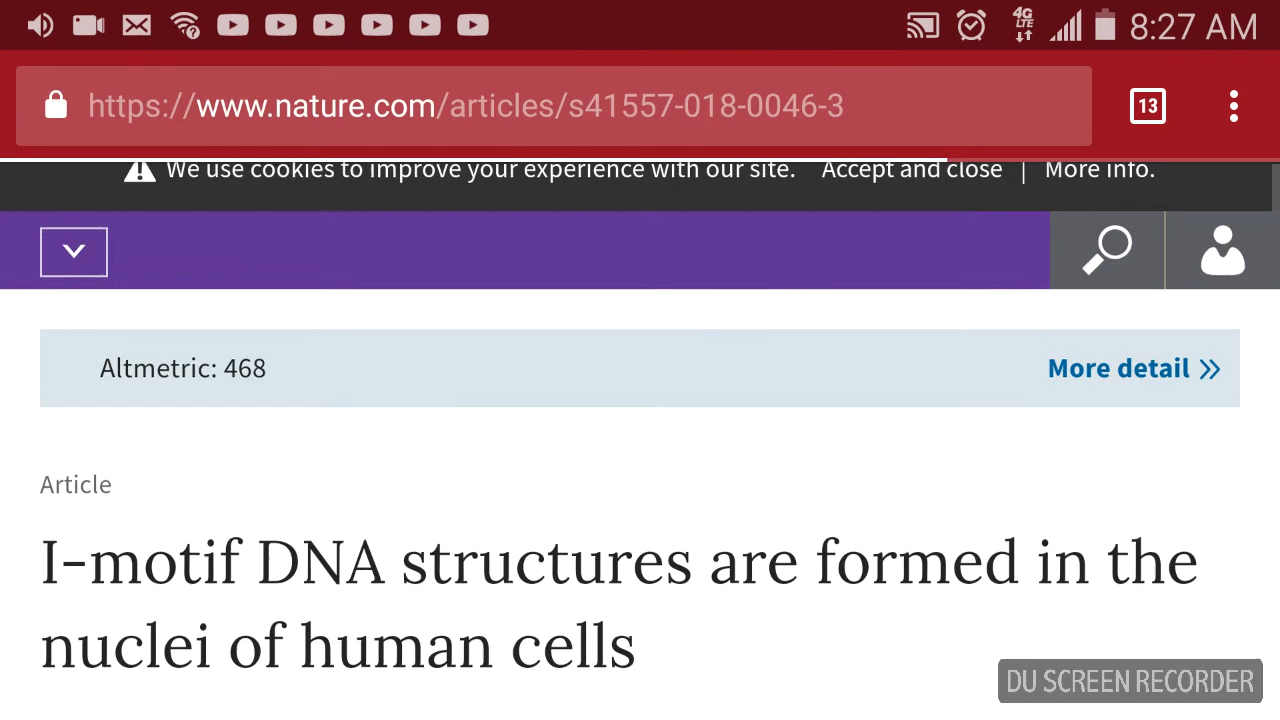 4G
LTE
8:27 AM
https://www.nature.com/articles/s41557-018-0046-3
13
We use cookies to improve your experience with our site. Accept and close | More info.
Altmetric: 468 More detail »
Article
I-motif DNA structures are formed in the
nuclei of human cells
DU SCREEN RECORDER